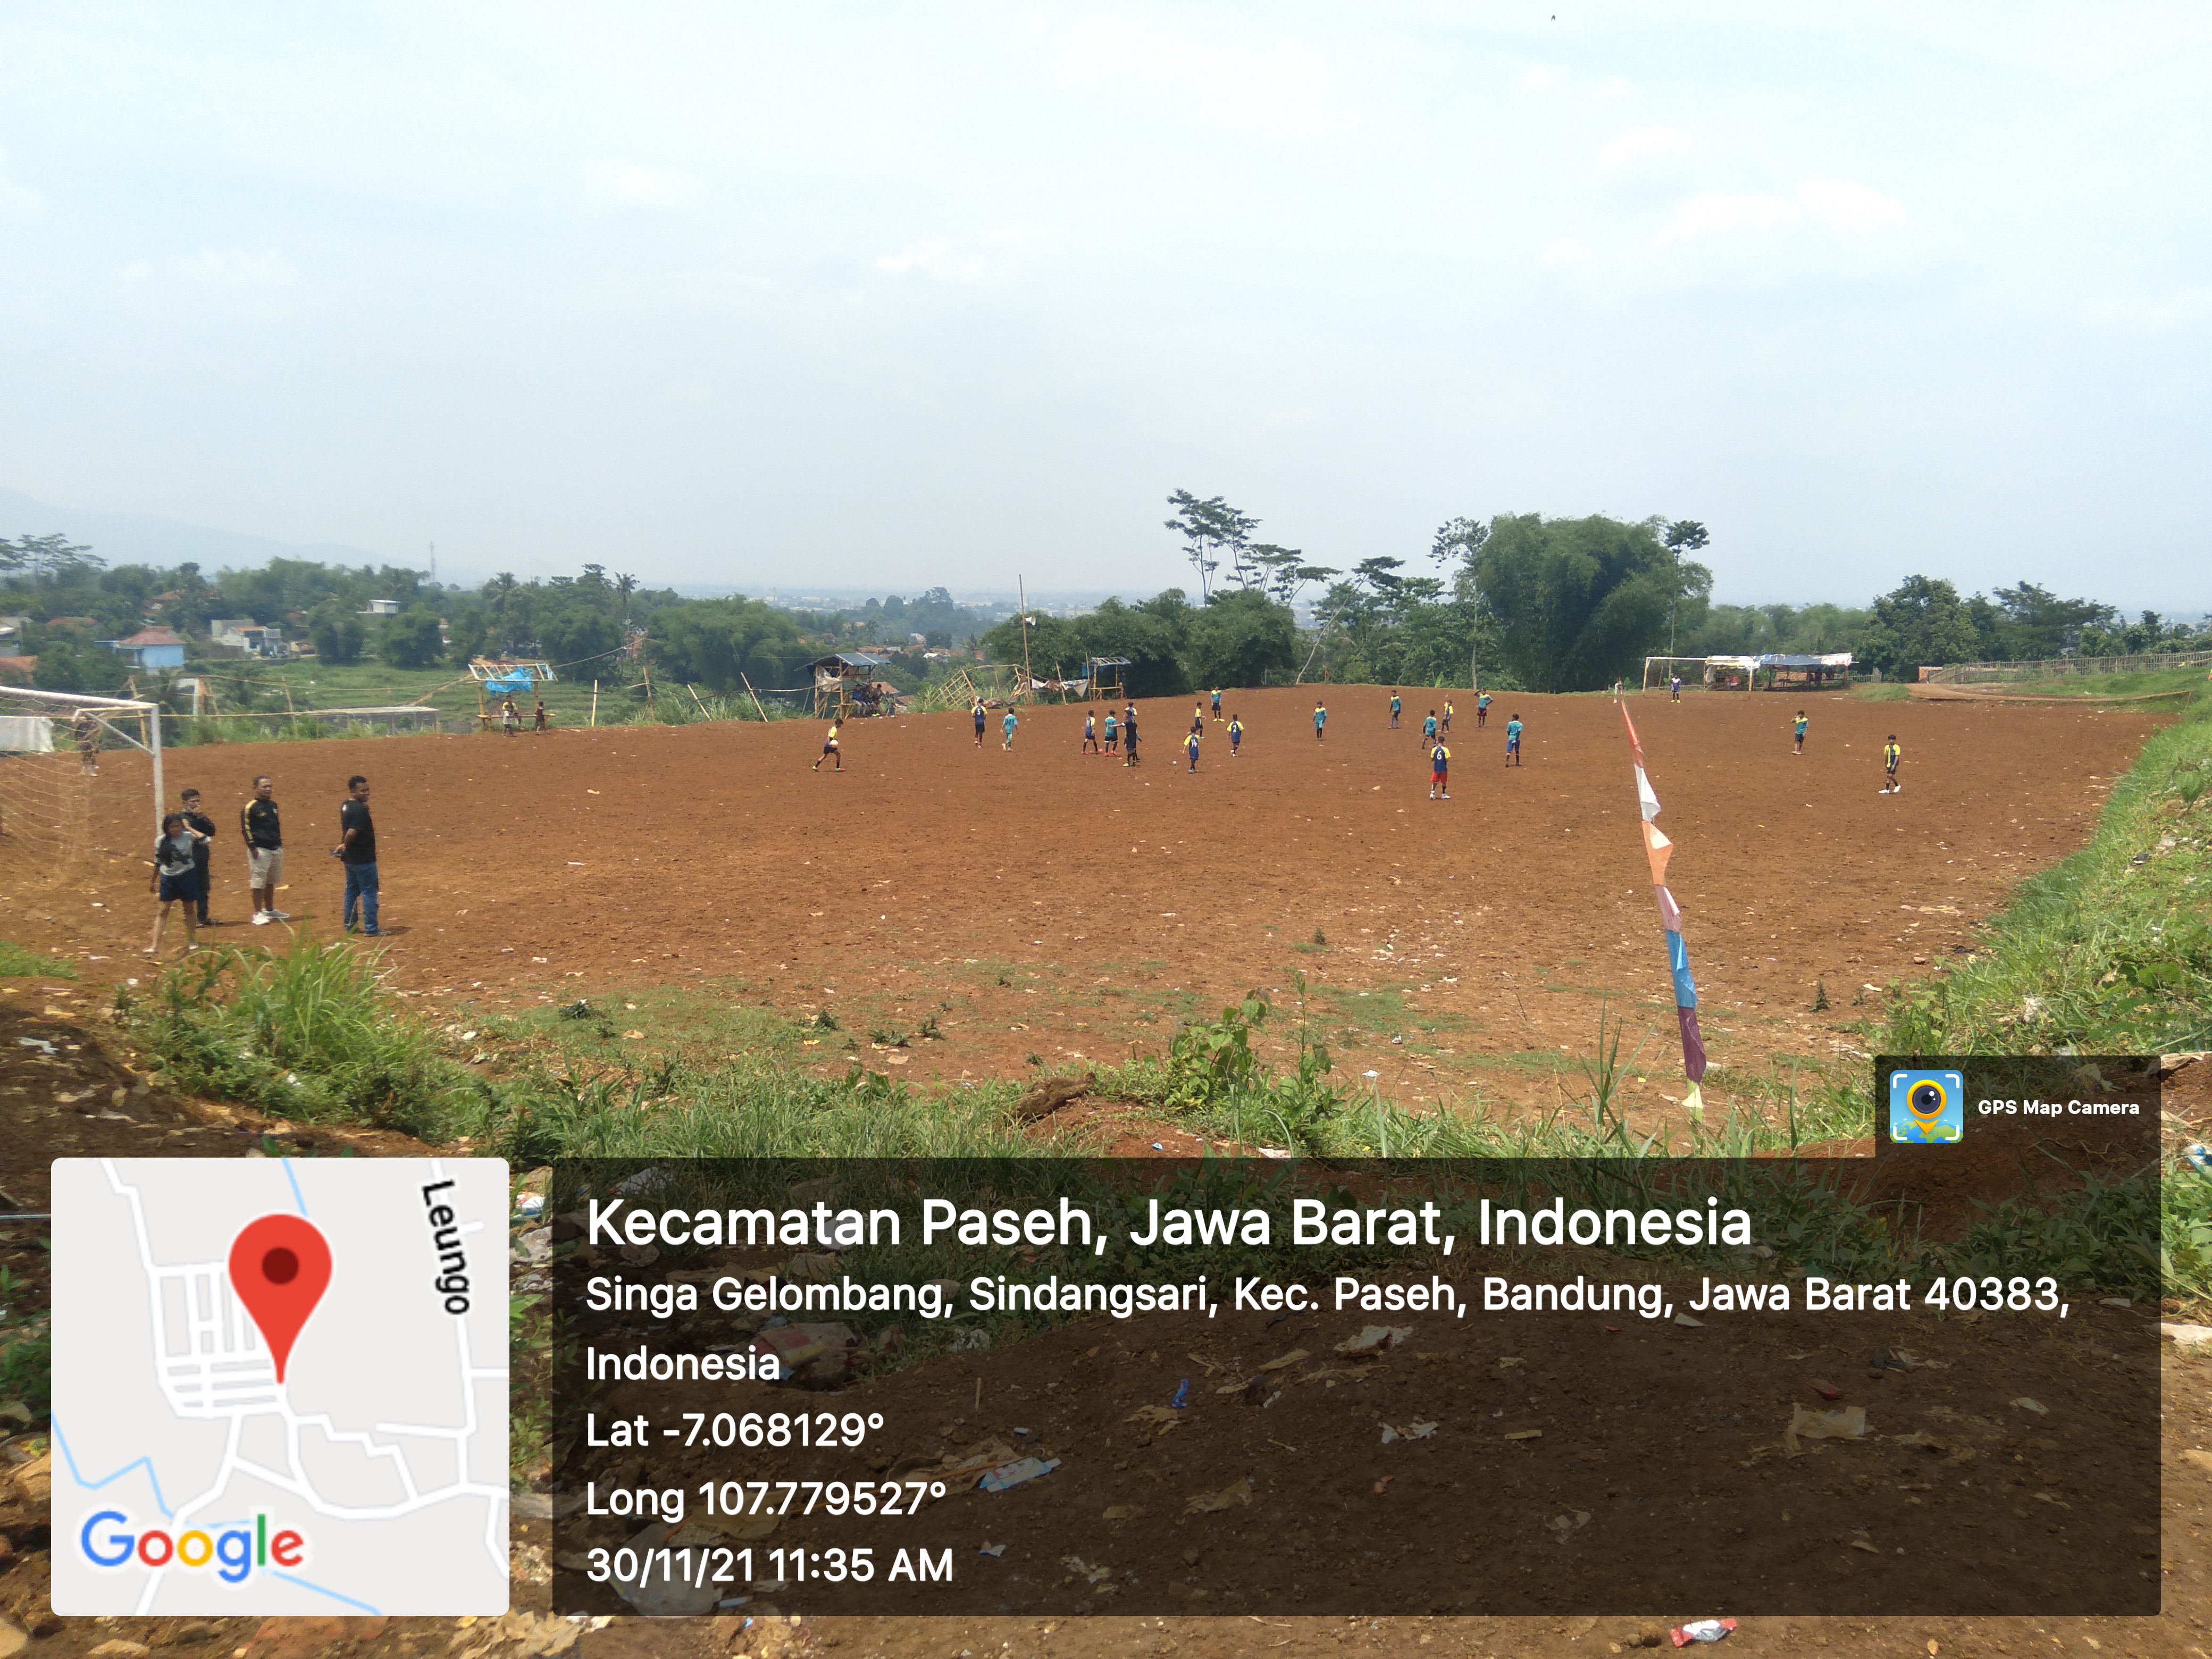 GPS Map Camera
Leungo
Google
Kecamatan Paseh, Jawa Barat, Indonesia
Singa Gelombang, Sindangsari, Kec. Paseh, Bandung, Jawa Barat 40383,
Indonesia
Lat -7.068129°
Long 107.779527°
30/11/21 11:35 AM
6